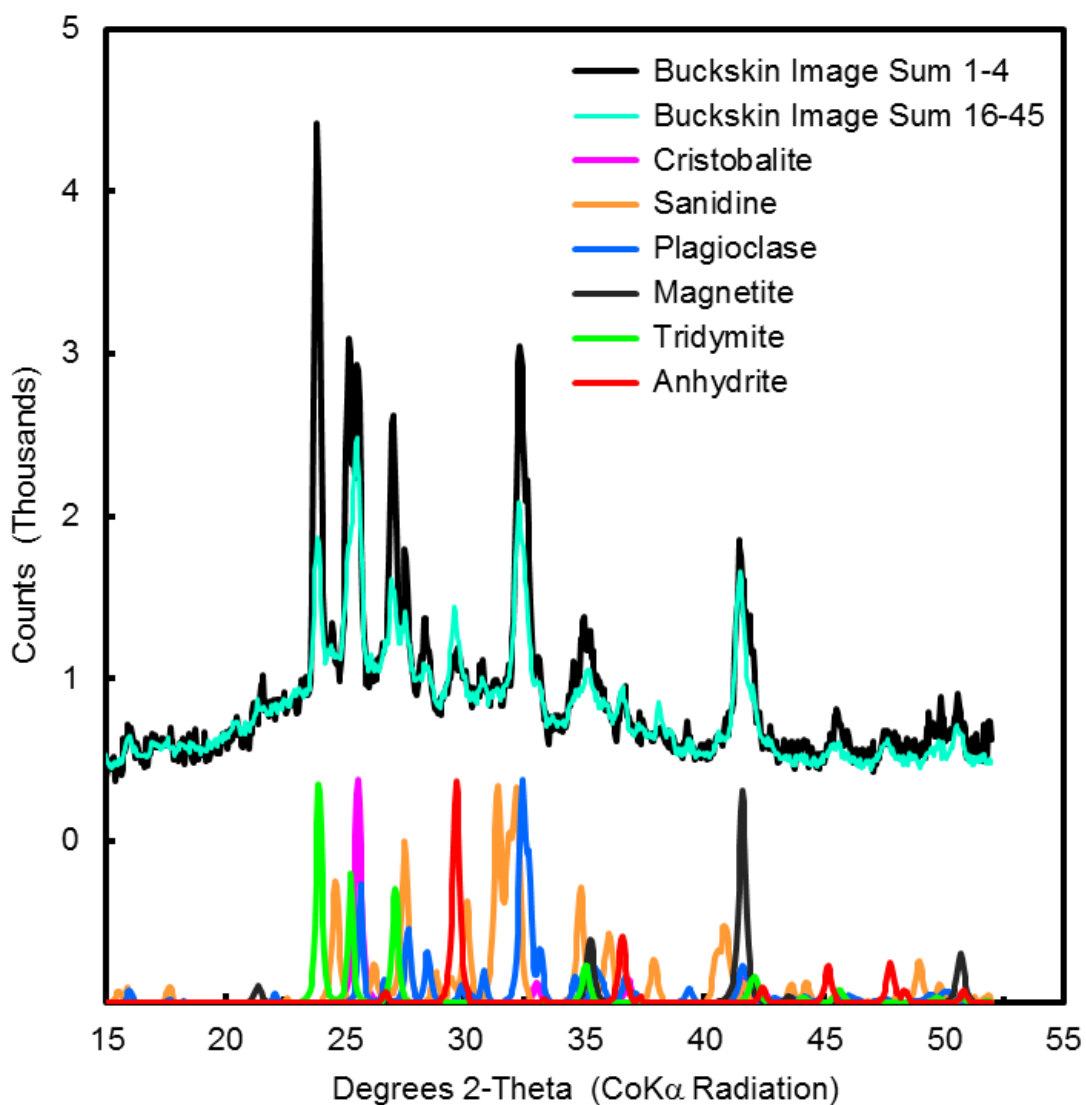 5
4
3
2
1
0
Counts (Thousands)
Buckskin Image Sum 1-4
Buckskin Image Sum 16-45
Cristobalite
Sanidine
Plagioclase
Magnetite
Tridymite
Anhydrite
15 20 25 30 35 40 45 50 55
Degrees 2-Theta (CoKα Radiation)